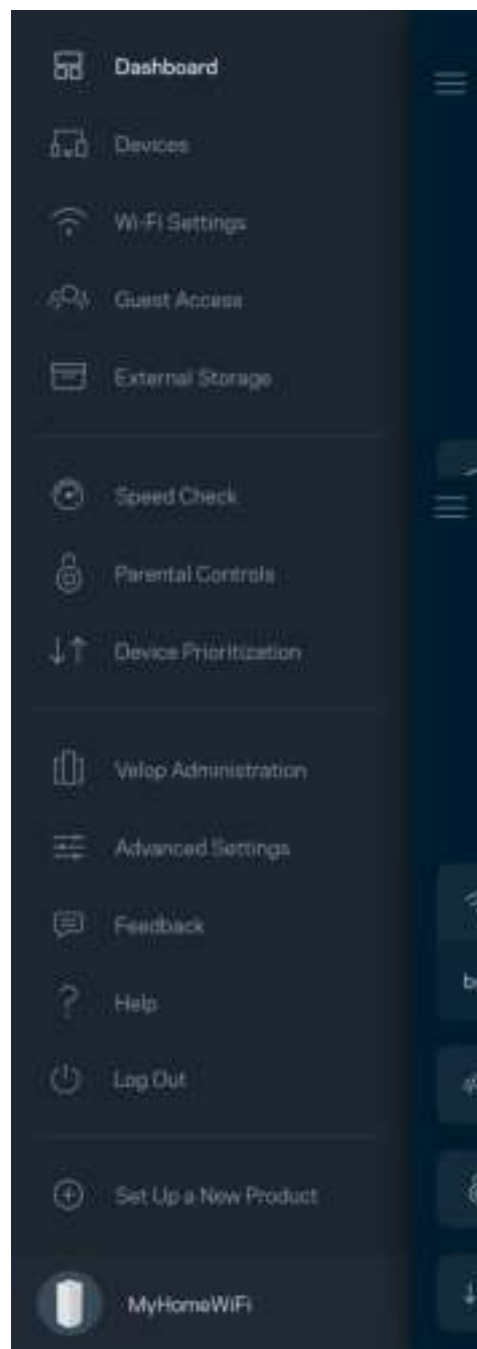 Dashboard
Devices
Wi-Fi Settings
Guest Access
External Storage
Speed Check
Parental Controls
Device Prioritization
Velop Administration
Advanced Settings
Feedback
Help
Log Out
Set Up a New Product
MyHomeWiFi